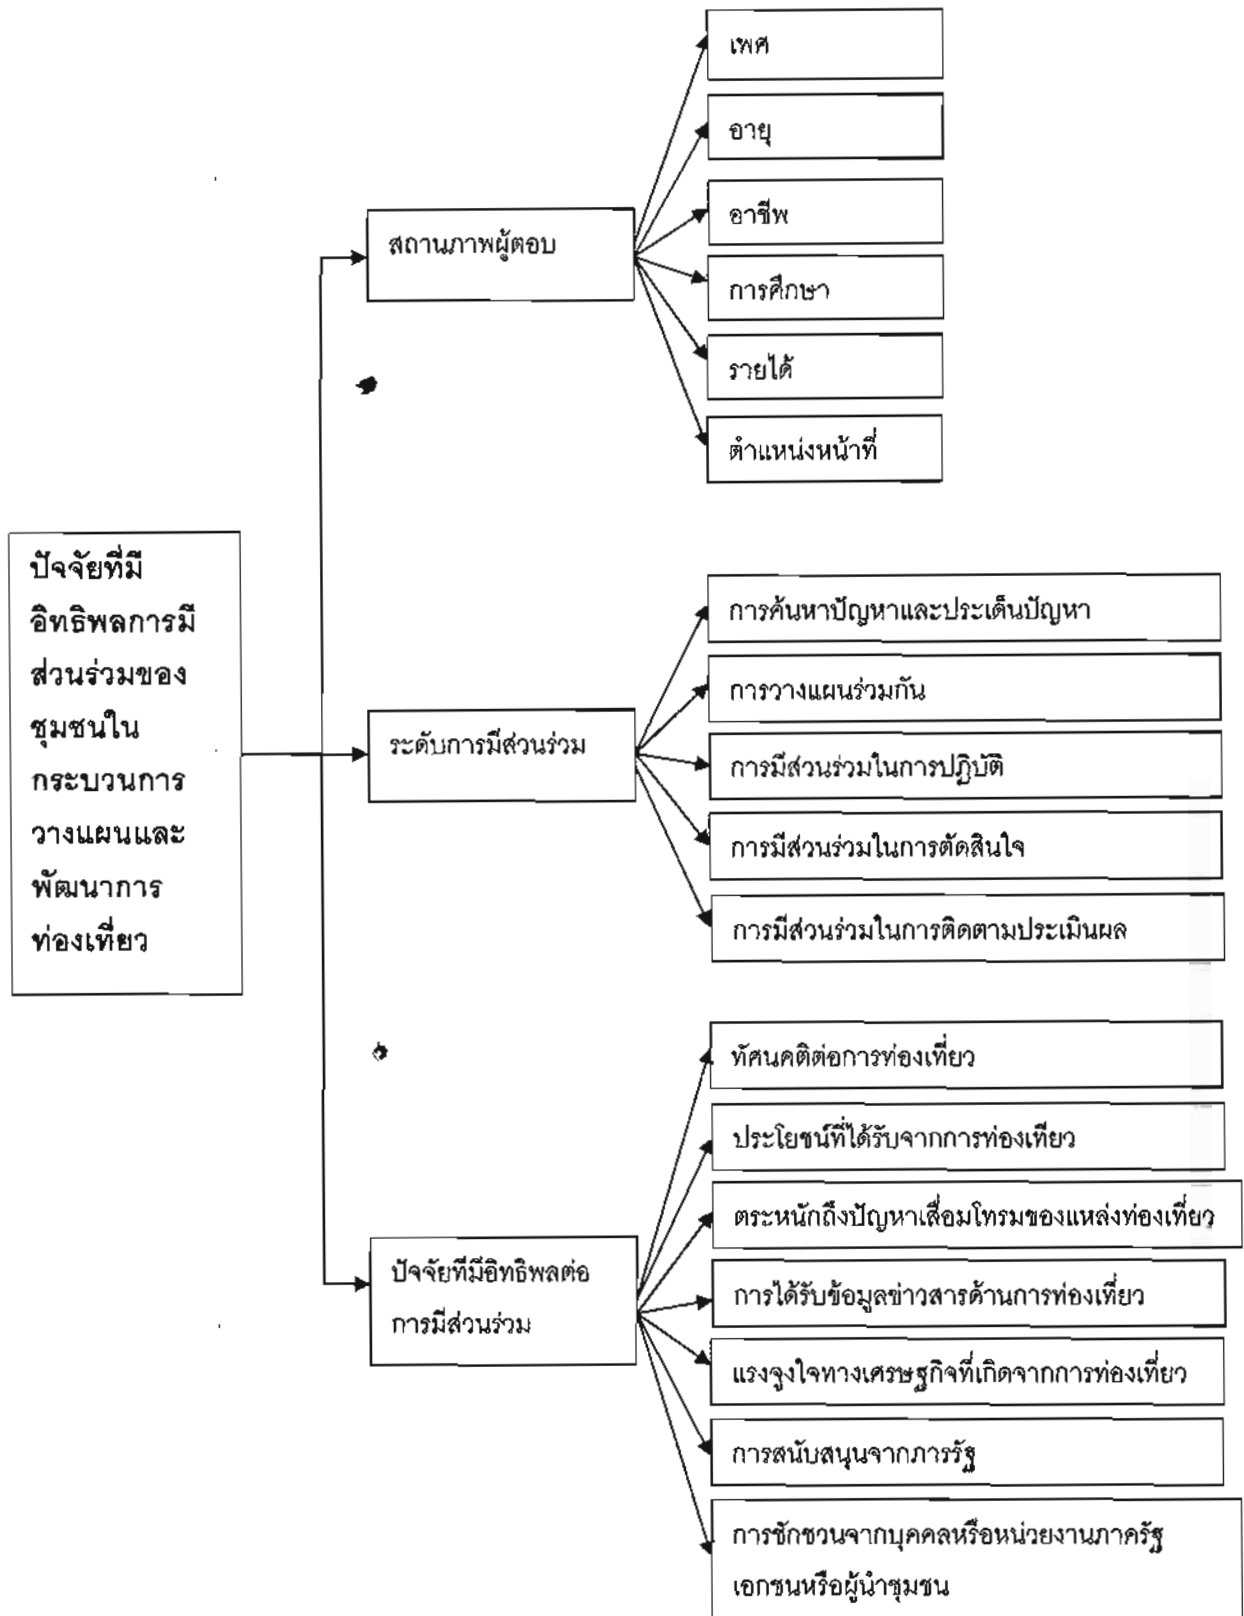 เพศ
อายุ
อาชีพ
การศึกษา
รายได้
ตำแหน่งหน้าที่
สถานภาพผู้ตอบ
ปัจจัยที่มี
อิทธิพลการมี
ส่วนร่วมของ
ชุมชนใน
กระบวนการ
วางแผนและ
พัฒนาการ
ท่องเที่ยว
ระดับการมีส่วนร่วม
การค้นหาปัญหาและประเด็นปัญหา
การวางแผนร่วมกัน
การมีส่วนร่วมในการปฏิบัติ
การมีส่วนร่วมในการตัดสินใจ
การมีส่วนร่วมในการติดตามประเมินผล
ปัจจัยที่มีอิทธิพลต่อ
การมีส่วนร่วม
ทัศนคติต่อการท่องเที่ยว
ประโยชน์ที่ได้รับจากการท่องเที่ยว
ตระหนักถึงปัญหาเสื่อมโทรมของแหล่งท่องเที่ยว
การได้รับข้อมูลข่าวสารด้านการท่องเที่ยว
แรงจูงใจทางเศรษฐกิจที่เกิดจากการท่องเที่ยว
การสนับสนุนจากภารรัฐ
การชักชวนจากบุคคลหรือหน่วยงานภาครัฐ
เอกชนหรือผู้นำชุมชน